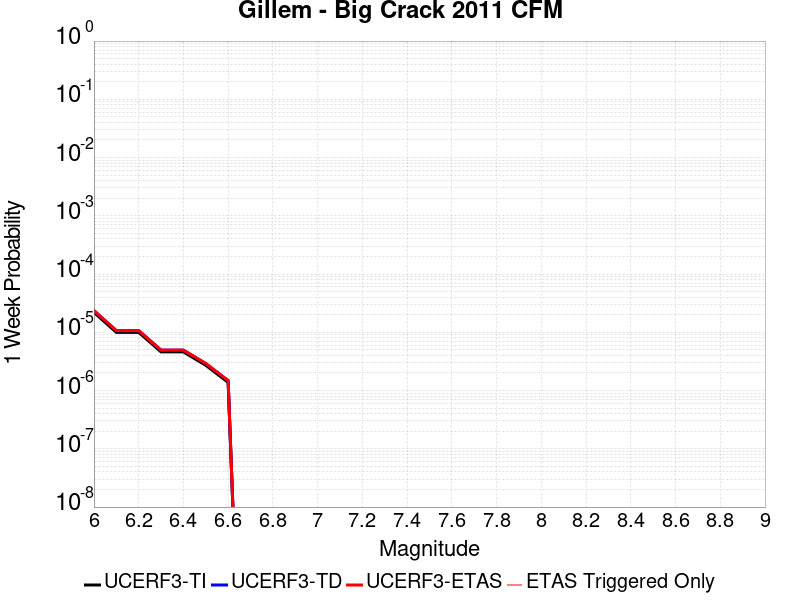 Gillem - Big Crack 2011 CFM
10^0
10^-1
10^-2
10^-3
10^-4
10^-5
10^-6
10^-7
10^-8
1 Week Probability
6 6.2 6.4 6.6 6.8 7 7.2 7.4 7.6 7.8 8 8.2 8.4 8.6 8.8 9
Magnitude
UCERF3-TI UCERF3-TD UCERF3-ETAS ETAS Triggered Only